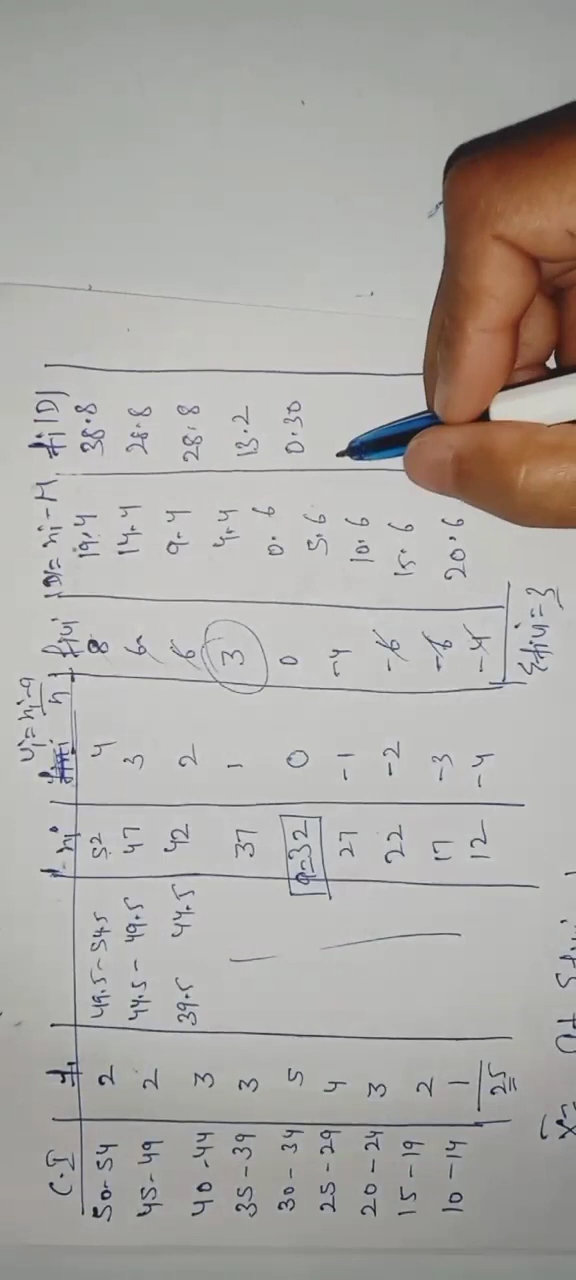 C.I fi xi ui = xi-a/h fiui |D|= xi-M fi|D|
50-54 2 49.5-54.5 52 4 8 19.4 38.8
45-49 2 44.5-49.5 47 3 6 14.4 28.8
40-44 3 39.5 44.5 42 2 6 9.4 28.8
35-39 3 37 1 3 4.4 13.2
30-34 5 a=32 0 0 0.6 0.30
25-29 4 27 -1 -4 5.6
20-24 3 22 -2 -6 10.6
15-19 2 17 -3 -6 15.6
10-14 1 12 -4 -4 20.6
25 Σfiui=3
x̄=